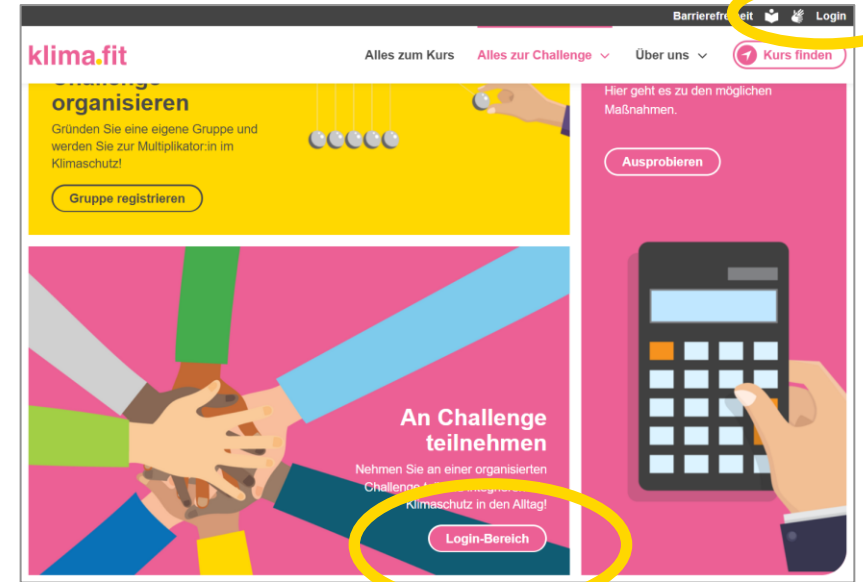 Barrierefreiheit Login
klima.fit
Alles zum Kurs Alles zur Challenge Über uns Kurs finden
organisieren
Gründen Sie eine eigene Gruppe und
werden Sie zur Multiplikator:in im
Klimaschutz!
Gruppe registrieren
Hier geht es zu den möglichen
Maßnahmen.
Ausprobieren
An Challenge
teilnehmen
Nehmen Sie an einer organisierten
Challenge
Klimaschutz in den Alltag!
Login-Bereich